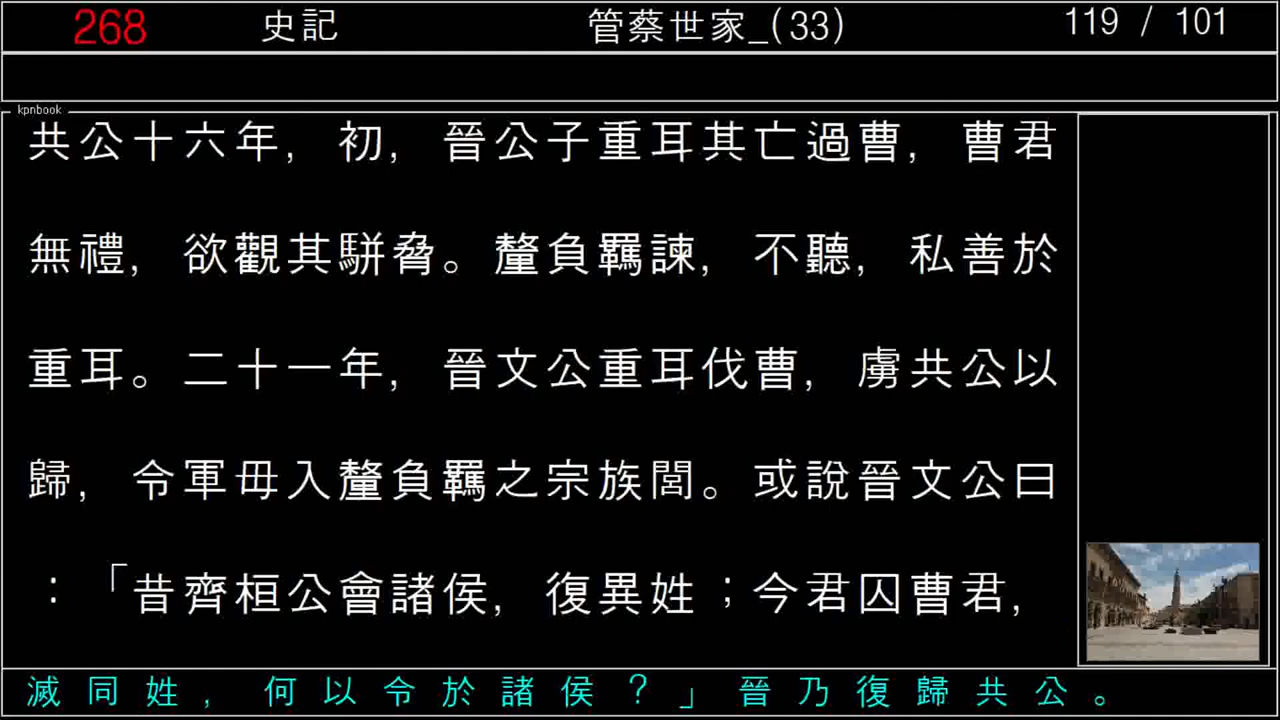 268 史記 管蔡世家_(33) 119 / 101
kpnbook
共公十六年, 初, 晉公子重耳其亡過曹, 曹君
無禮, 欲觀其駢脅。釐負羈諫, 不聽, 私善於
重耳。二十一年, 晉文公重耳伐曹, 虜共公以
歸, 令軍毋入釐負羈之宗族閭。或說晉文公曰
：「昔齊桓公會諸侯, 復異姓；今君囚曹君,
滅同姓, 何以令於諸侯？」晉乃復歸共公。